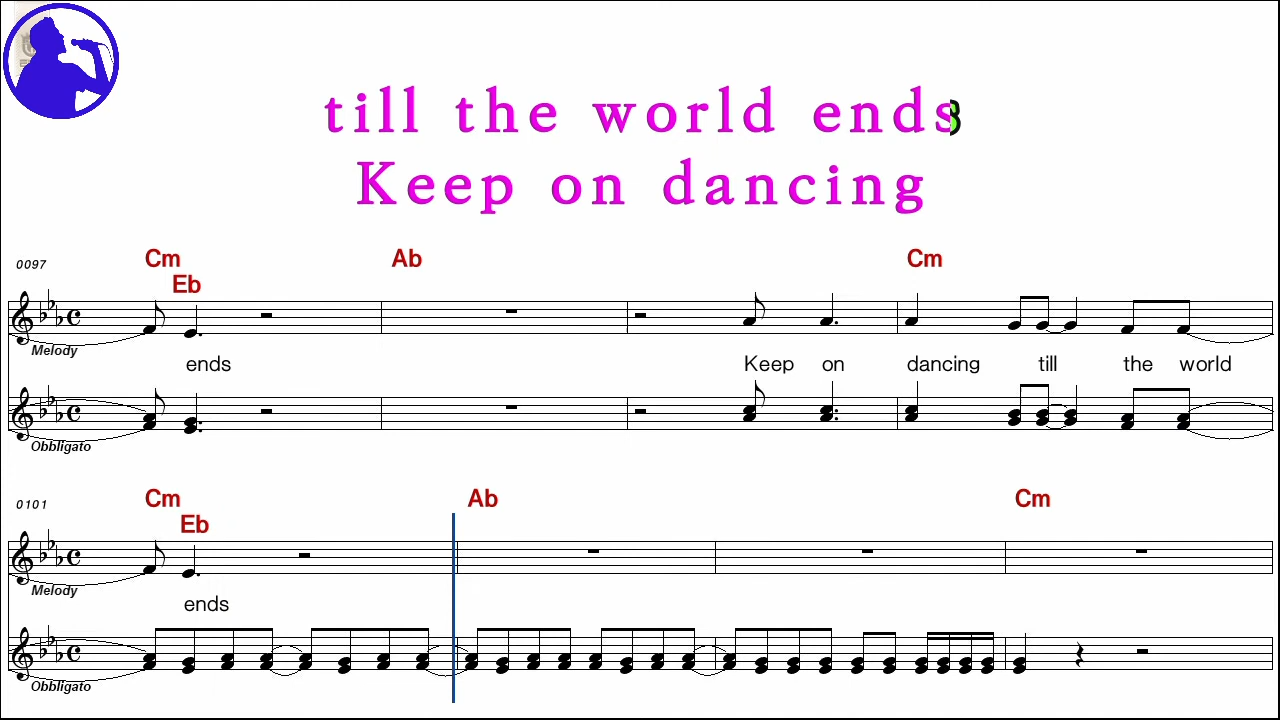 till the world ends
Keep on dancing
Cm Ab Cm
0097
Eb
Melody
ends Keep on dancing till the world
Obbligato
Cm Ab Cm
0101
Eb
Melody
ends
Obbligato